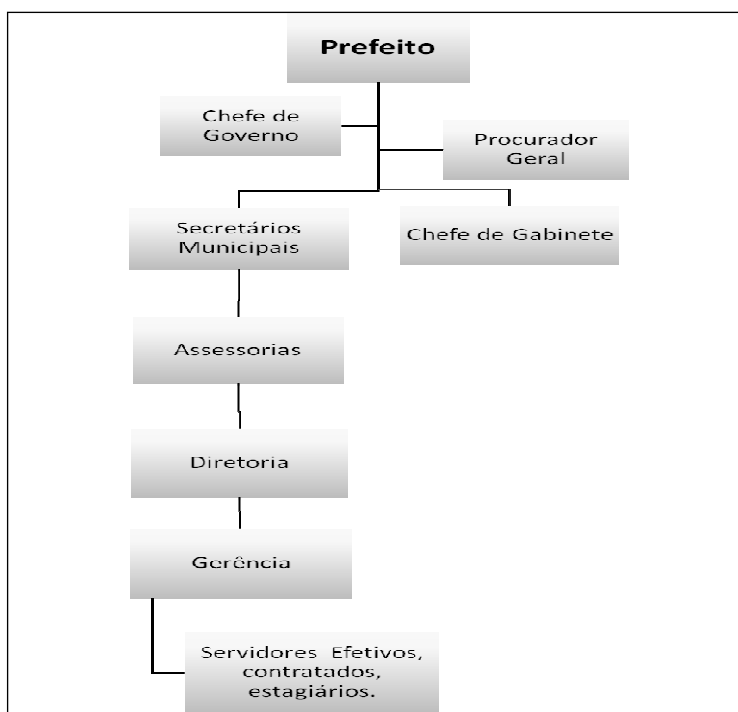 Prefeito
Chefe de
Governo
Procurador
Geral
Secretários
Municipais
Chefe de Gabinete
Assessorias
Diretoria
Gerência
Servidores Efetivos,
contratados,
estagiários.